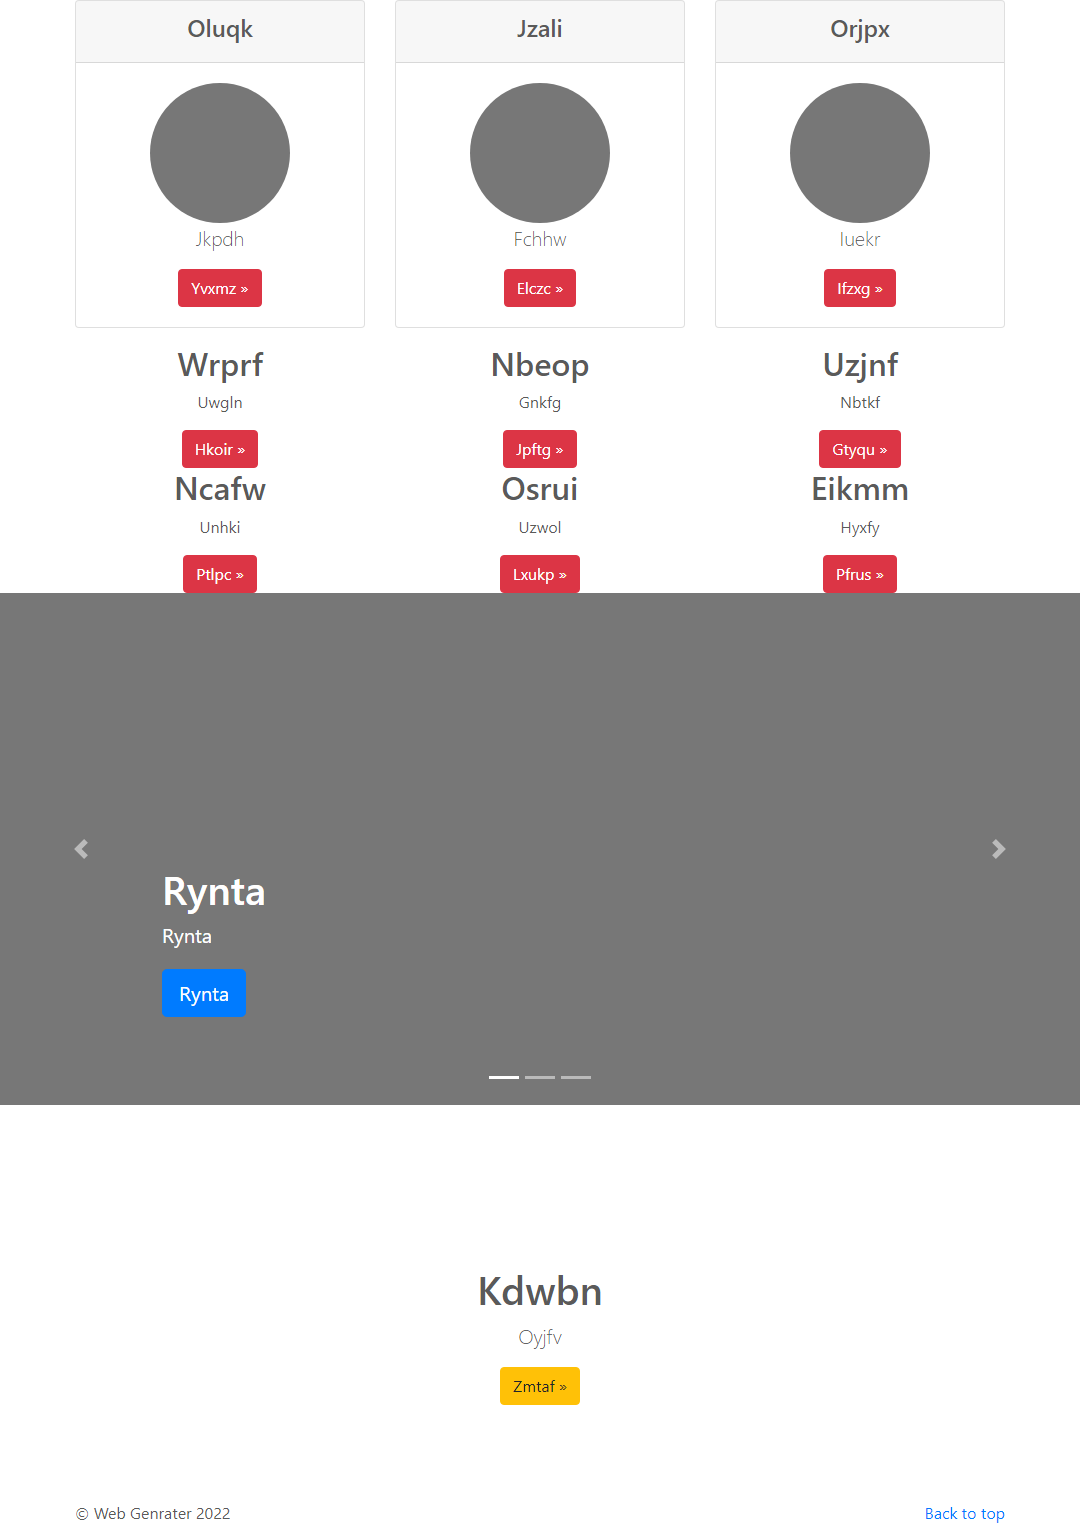 Oluqk
Jzali
Orjpx
Jkpdh
Fchhw
Iuekr
Yvxmz »
Elczc »
Ifzxg »
Wrprf
Nbeop
Uzjnf
Uwgln
Gnkfg
Nbtkf
Hkoir »
Jpftg »
Gtyqu »
Ncafw
Osrui
Eikmm
Unhki
Uzwol
Hyxfy
Ptlpc »
Lxukp »
Pfrus »
Rynta
Rynta
Rynta
Kdwbn
Oyjfv
Zmtaf »
© Web Genrater 2022
Back to top